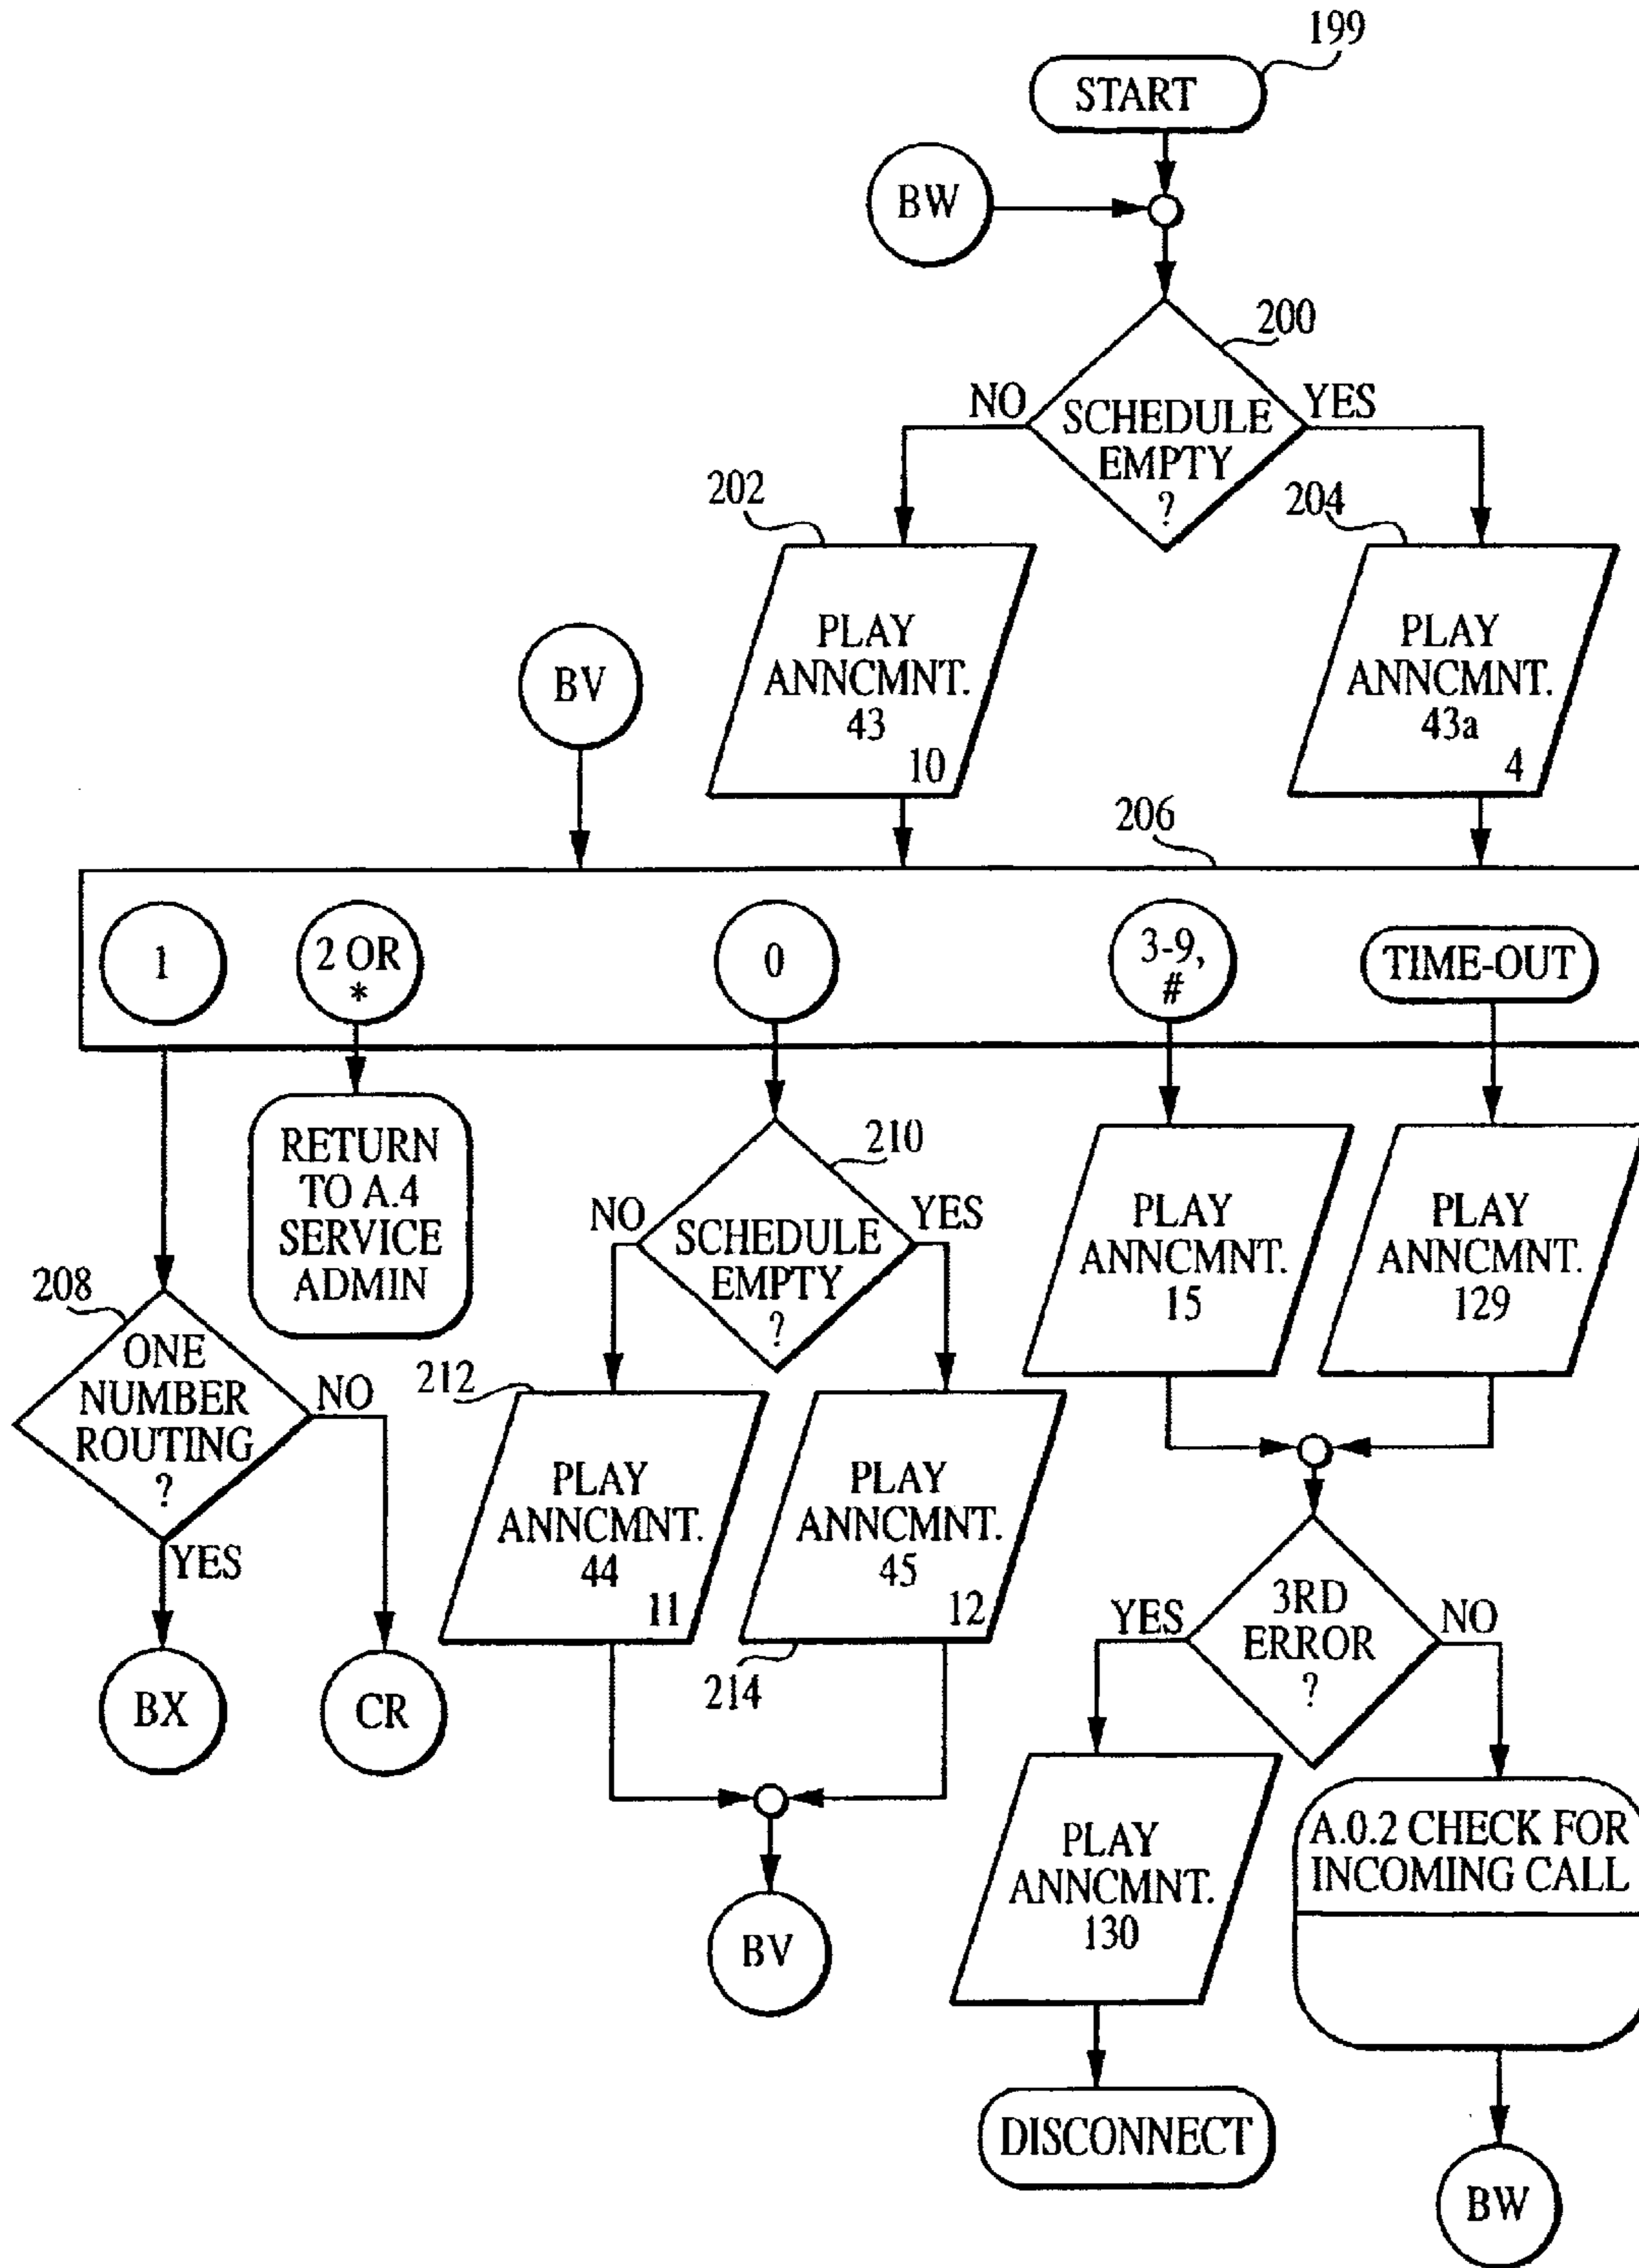 199
START
BW
200
NO
YES
SCHEDULE
EMPTY
?
202
204
PLAY
ANNCMNT.
43
10
PLAY
ANNCMNT.
43a
4
BV
206
1
2 OR
*
0
3-9,
#
TIME-OUT
RETURN
TO A.4
SERVICE
ADMIN
210
NO
YES
SCHEDULE
EMPTY
?
PLAY
ANNCMNT.
15
PLAY
ANNCMNT.
129
208
ONE
NUMBER
ROUTING
?
NO
YES
212
PLAY
ANNCMNT.
44
11
PLAY
ANNCMNT.
45
12
214
BX
CR
YES
3RD
ERROR
?
NO
BV
PLAY
ANNCMNT.
130
A.0.2 CHECK FOR
INCOMING CALL
DISCONNECT
BW